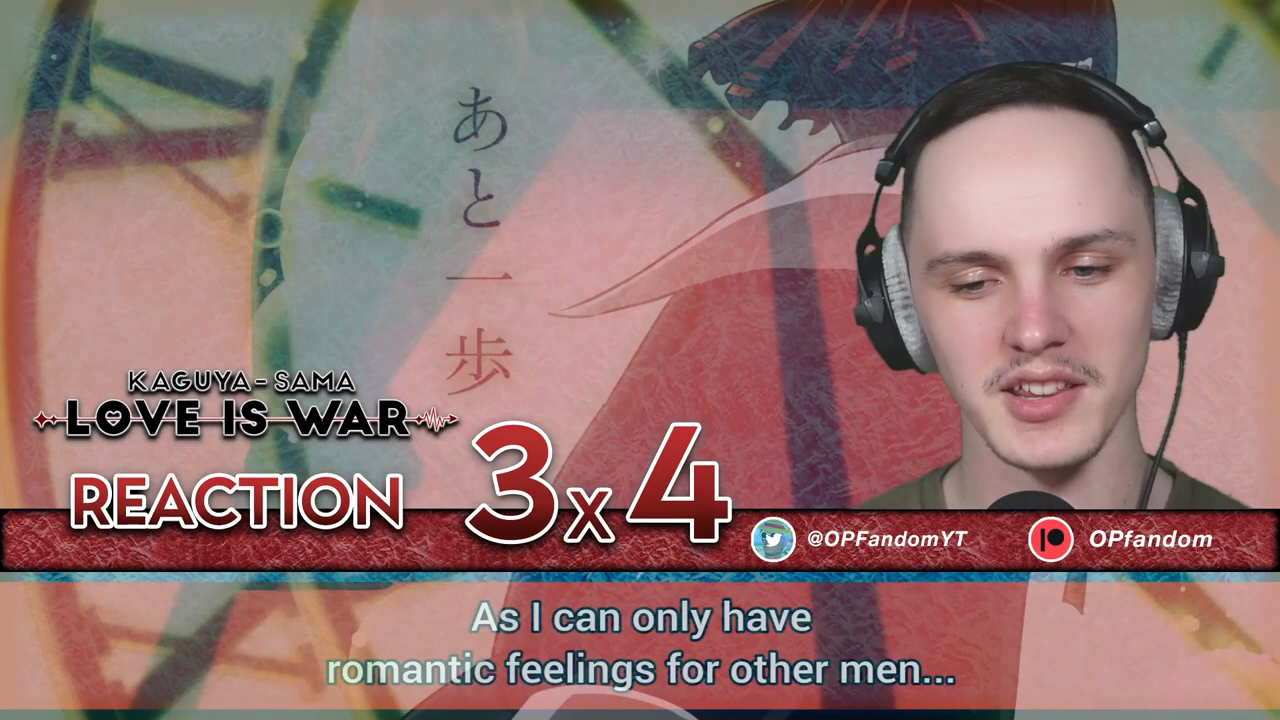 あと一歩
KAGUYA-SAMA
LOVE IS WAR
REACTION
3x4
@OPFandomYT
OPfandom
As I can only have
romantic feelings for other men...